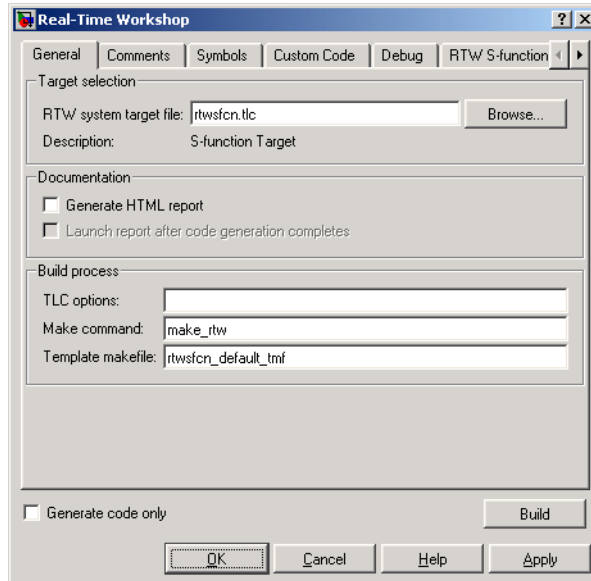 Real-Time Workshop
General Comments Symbols Custom Code Debug RTW S-function
Target selection
RTW system target file: rtwsfcn.tlc Browse...
Description: S-function Target
Documentation
Generate HTML report
Launch report after code generation completes
Build process
TLC options:
Make command: make_rtw
Template makefile: rtwsfcn_default_tmf
Generate code only Build
OK Cancel Help Apply